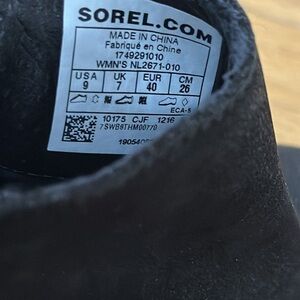 SOREL.COM
MADE IN CHINA
Fabriqué en Chine
1749291010
WMN'S NL2671-010
USA UK EUR CM
9 7 40 26
ECA-S
10175 CJF 1216